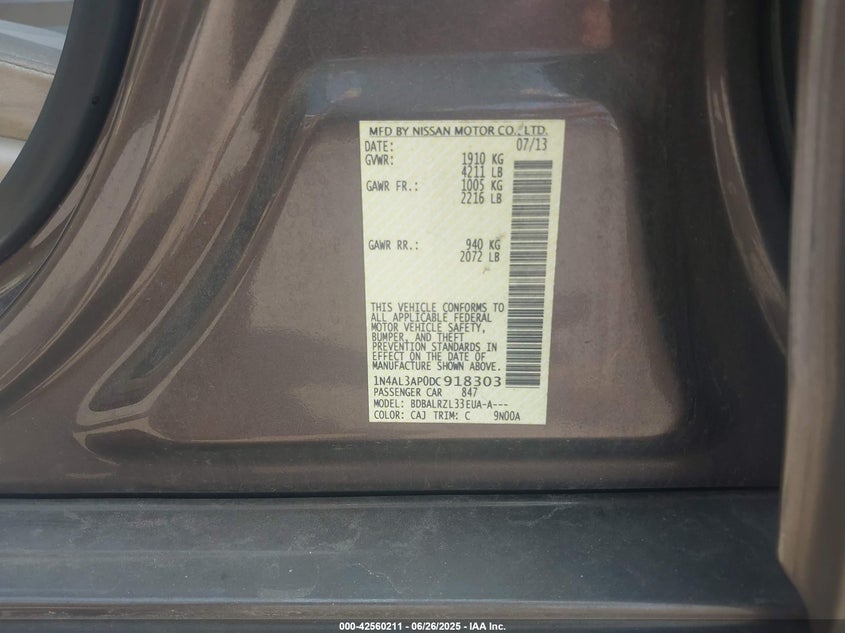 MFD BY NISSAN MOTOR CO., LTD.
DATE: 07/13
GVWR: 1910 KG
4211 LB
GAWR FR.: 1005 KG
2216 LB
GAWR RR.: 940 KG
2072 LB
THIS VEHICLE CONFORMS TO
ALL APPLICABLE FEDERAL
MOTOR VEHICLE SAFETY,
BUMPER, AND THEFT
PREVENTION STANDARDS IN
EFFECT ON THE DATE OF
MANUFACTURE SHOWN ABOVE.
1N4AL3AP0DC918303
PASSENGER CAR 847
MODEL: BDBALRZL33EUA-A---
COLOR: CAJ TRIM: C 9N00A
000-42560211 - 06/26/2025 - IAA Inc.